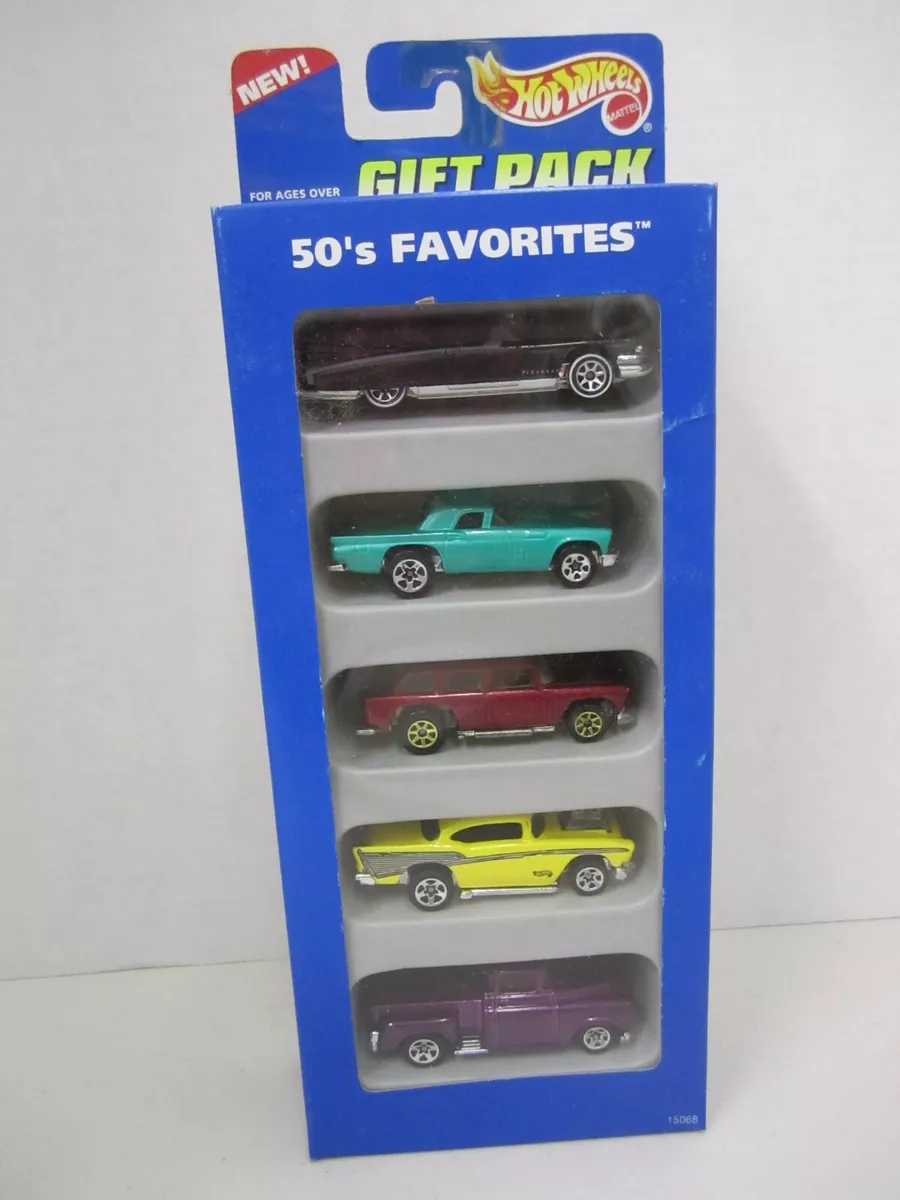 NEW!
HOT WHEELS
MATTEL
®
GIFT PACK
FOR AGES OVER
50's FAVORITES™
15068